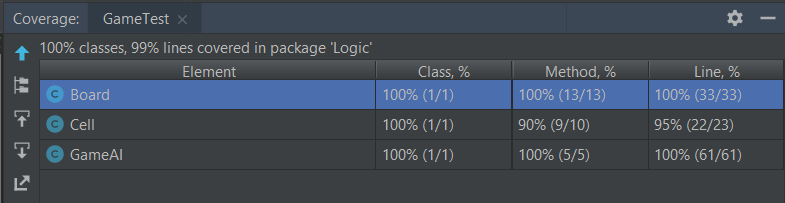 Coverage: GameTest ×
100% classes, 99% lines covered in package 'Logic'
Element Class, % Method, % Line, %
C Board 100% (1/1) 100% (13/13) 100% (33/33)
C Cell 100% (1/1) 90% (9/10) 95% (22/23)
C GameAI 100% (1/1) 100% (5/5) 100% (61/61)